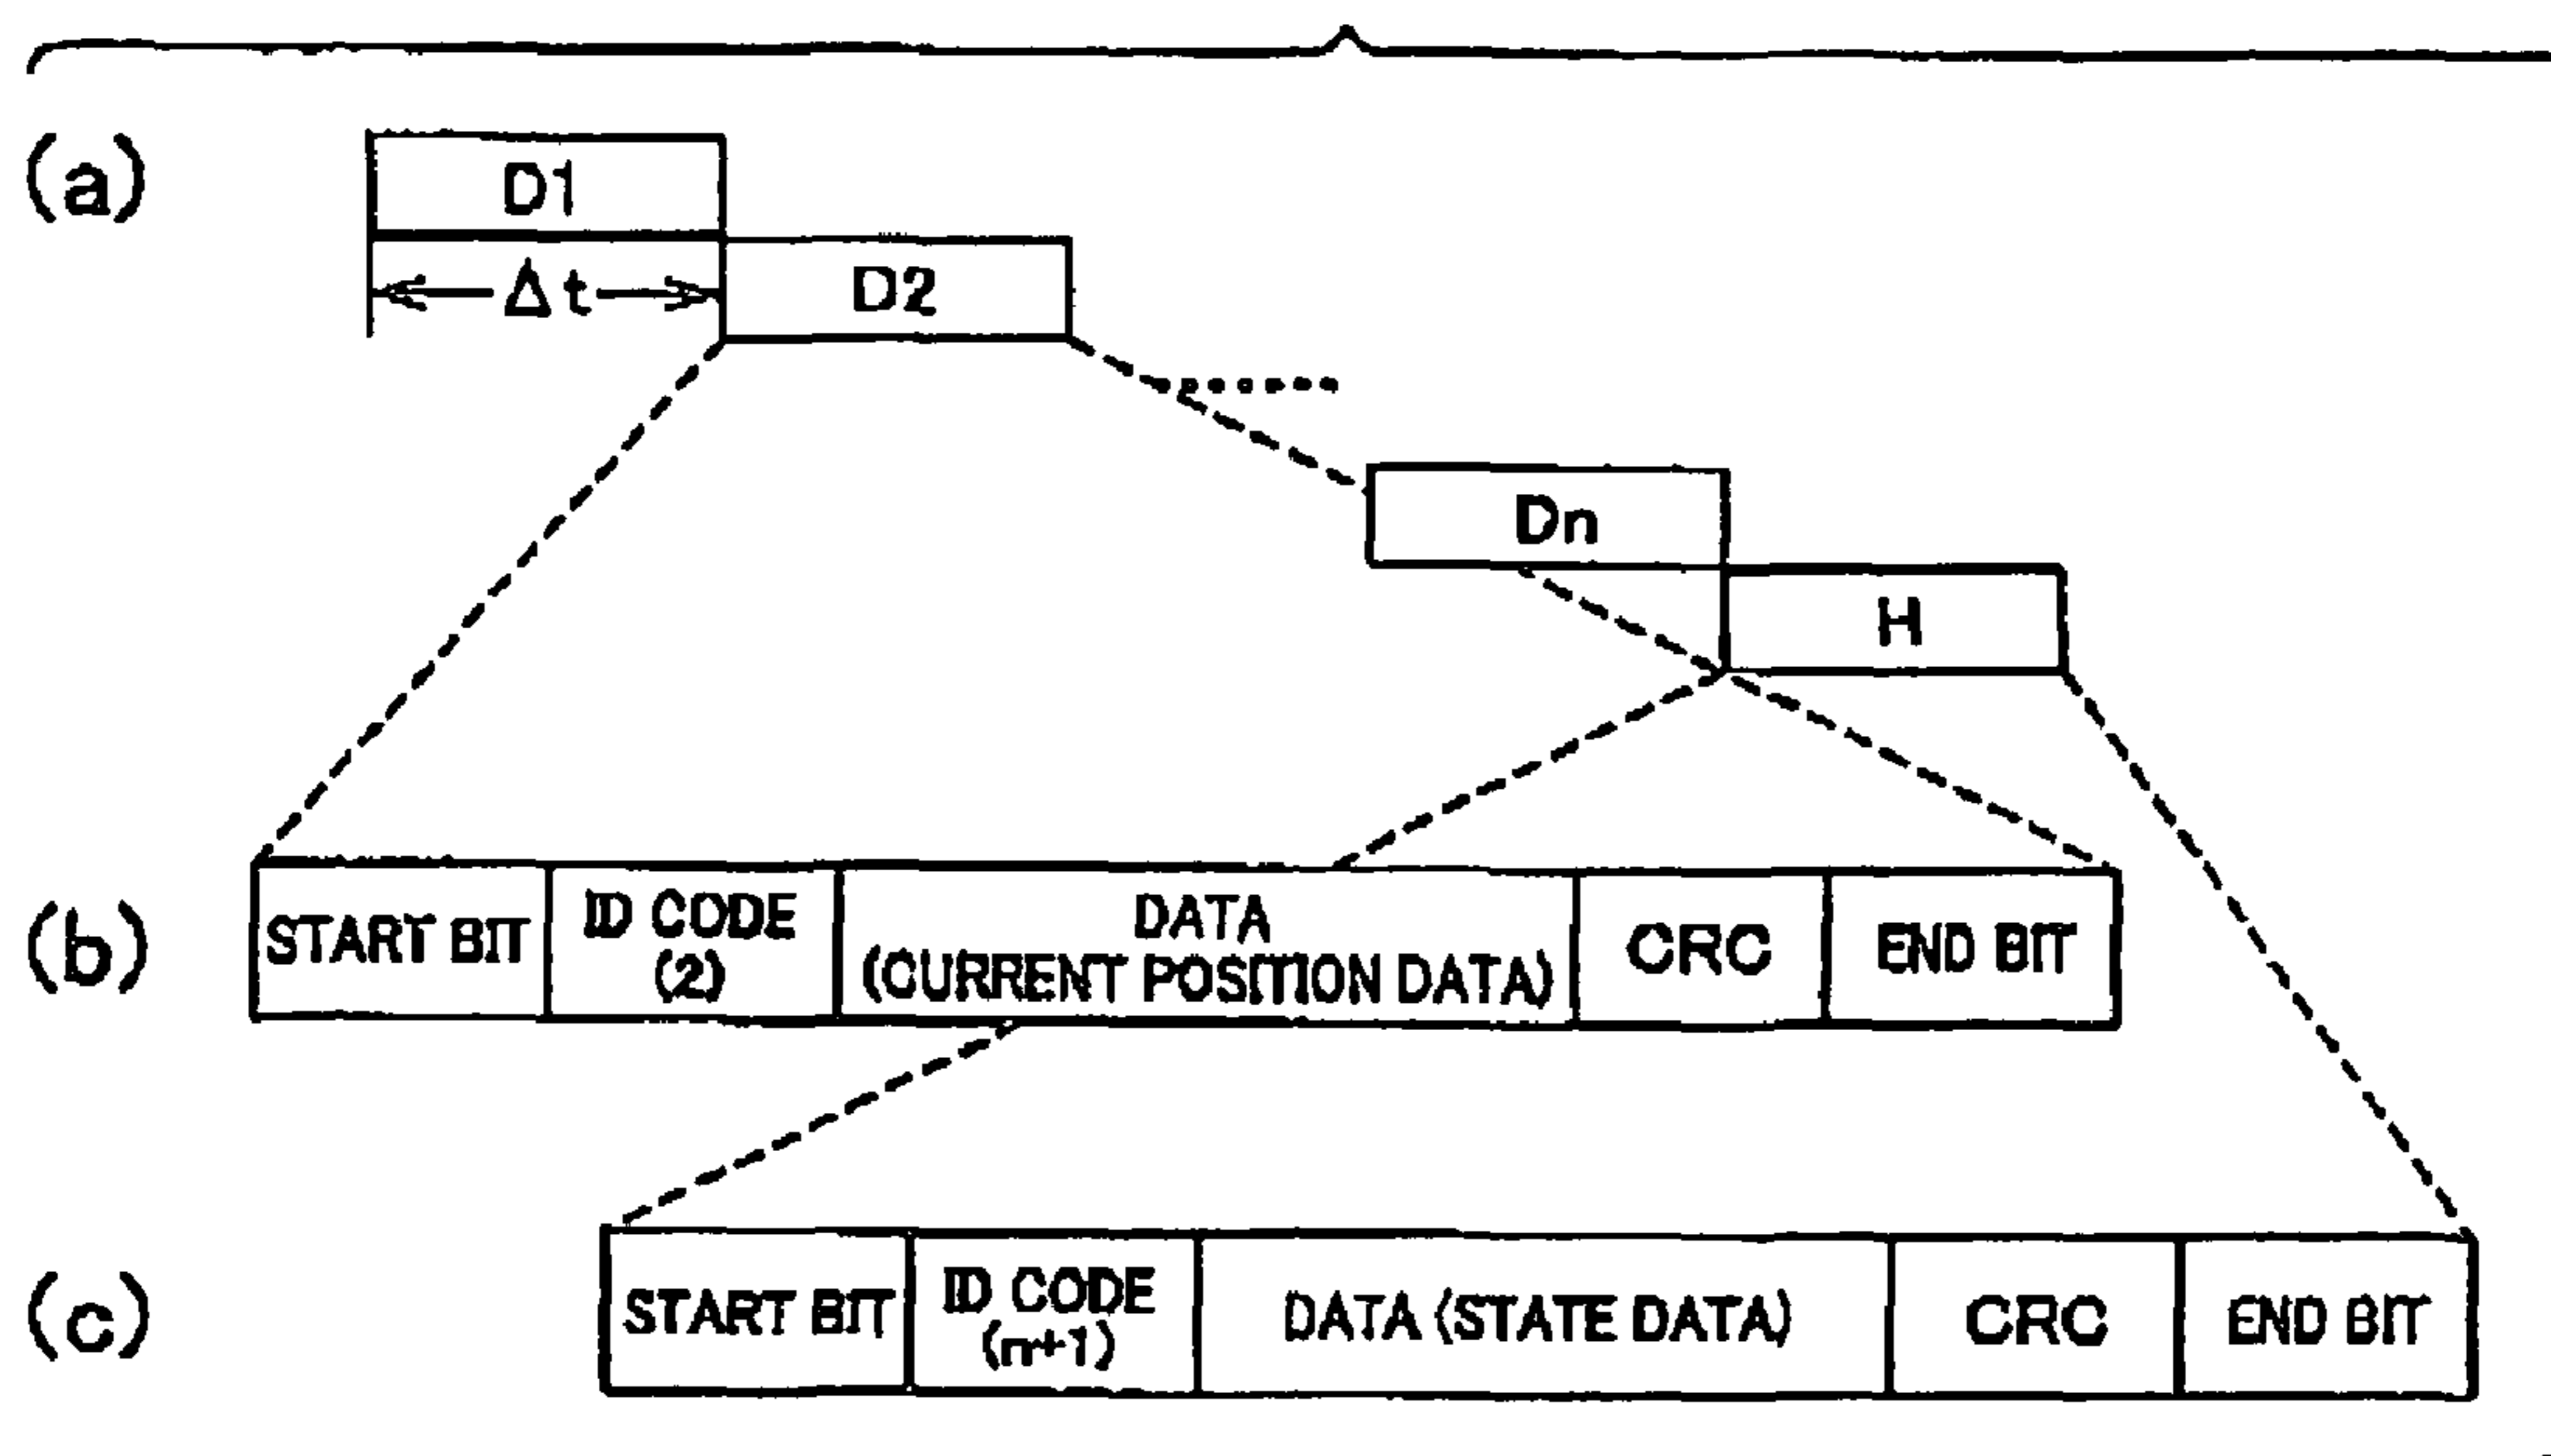 (a)
D1
Δt
D2
Dn
H
(b)
START BIT
ID CODE
(2)
DATA
(CURRENT POSITION DATA)
CRC
END BIT
(c)
START BIT
ID CODE
(n+1)
DATA (STATE DATA)
CRC
END BIT